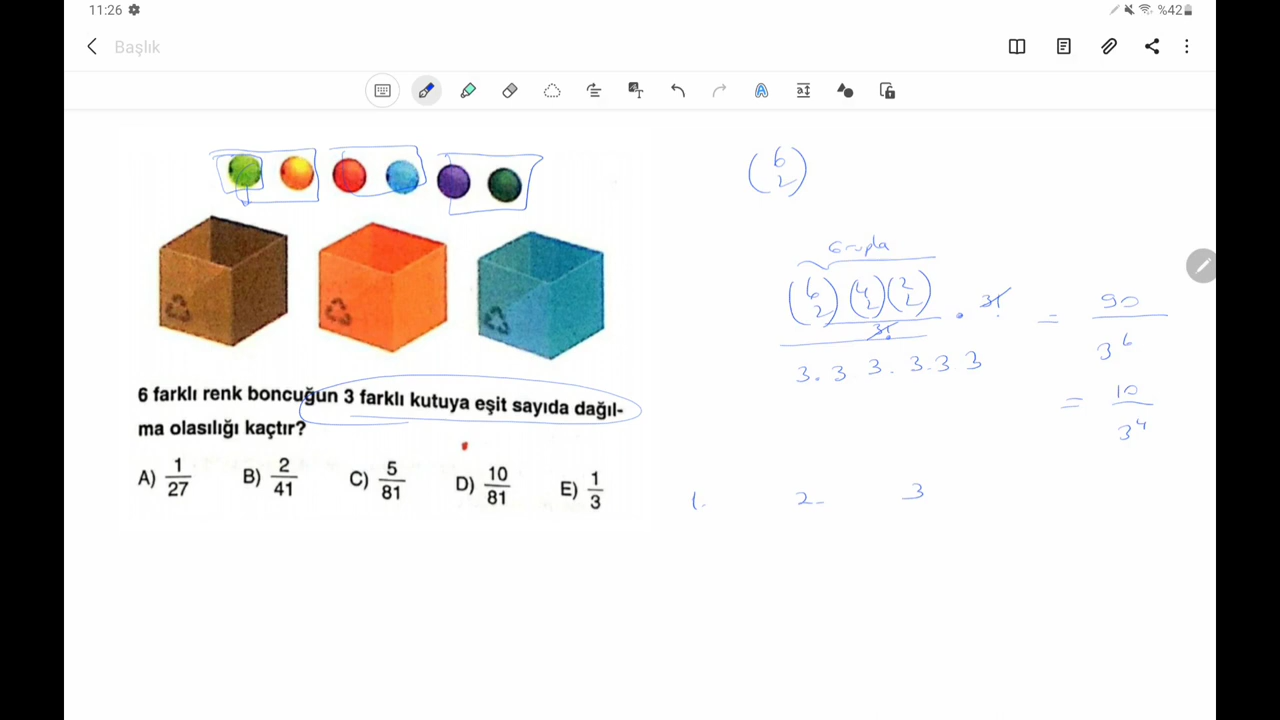 11:26
%42
Başlık
6 farklı renk boncuğun 3 farklı kutuya eşit sayıda dağıl-
ma olasılığı kaçtır?
A) 1/27 B) 2/41 C) 5/81 D) 10/81 E) 1/3
(6 2)
(6 2)(4 2)(2 2)/3! . 3! = 90/3^6
3.3 3.3.3 3
= 10/3^4
1. 2- 3